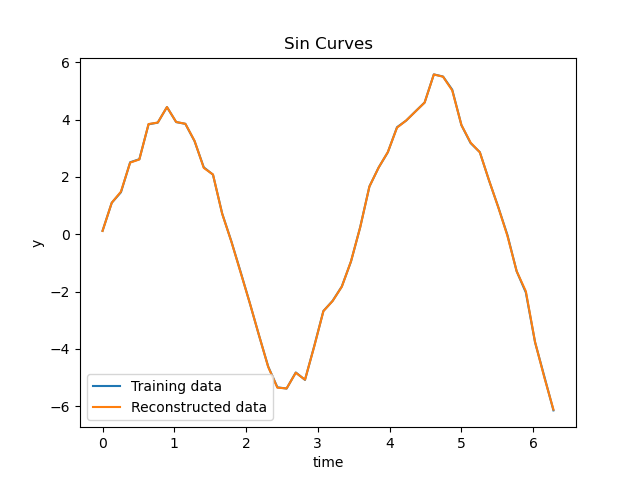 Sin Curves
6
4
2
0
−2
−4
−6
y
Training data
Reconstructed data
0 1 2 3 4 5 6
time